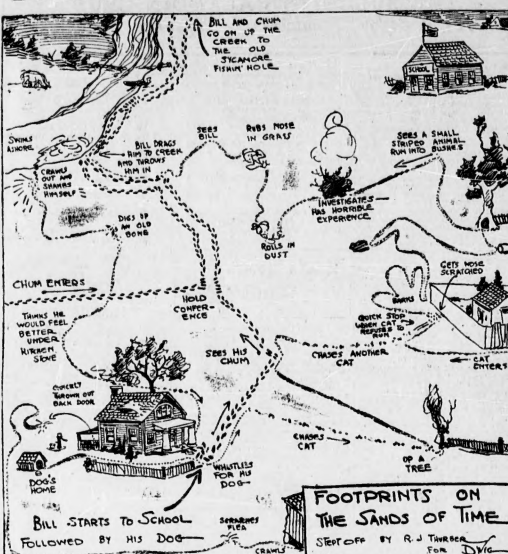 BILL AND CHUM
GO ON UP THE
CREEK TO
THE OLD
SYCAMORE
FISHIN' HOLE
SCHOOL
SWIMS
ASHORE
BILL DRAGS
HIM TO CREEK
AND THROWS
HIM IN
SEES
BILL
RUBS NOSE
IN GRASS
SEES A SMALL
STRIPED ANIMAL
RUN INTO BUSHES
CRAWLS
OUT AND
SHAKES
HIMSELF
DIGS UP
AN OLD
BONE
ROLLS IN
DUST
INVESTIGATES
HAS HORRIBLE
EXPERIENCE
GETS NOSE
SCRATCHED
BARKS
CHUM ENTERS
HOLD
CONFER-
ENCE
QUICK STOP
WHEN CAT
REFUSES TO
RUN
THINKS HE
WOULD FEEL
BETTER
UNDER
KITCHEN
STOVE
SEES HIS
CHUM
CHASES ANOTHER
CAT
CAT
ENTERS
QUICKLY
THROWN OUT
BACK DOOR
CHASES
CAT
UP A
TREE
DOG'S
HOME
WHISTLES
FOR HIS
DOG
BILL STARTS TO SCHOOL
FOLLOWED BY HIS DOG
SCRATCHES
FLEA
CRAWLS
FOOTPRINTS ON
THE SANDS OF TIME
STEPT OFF BY R. J THURBER
FOR DWIG